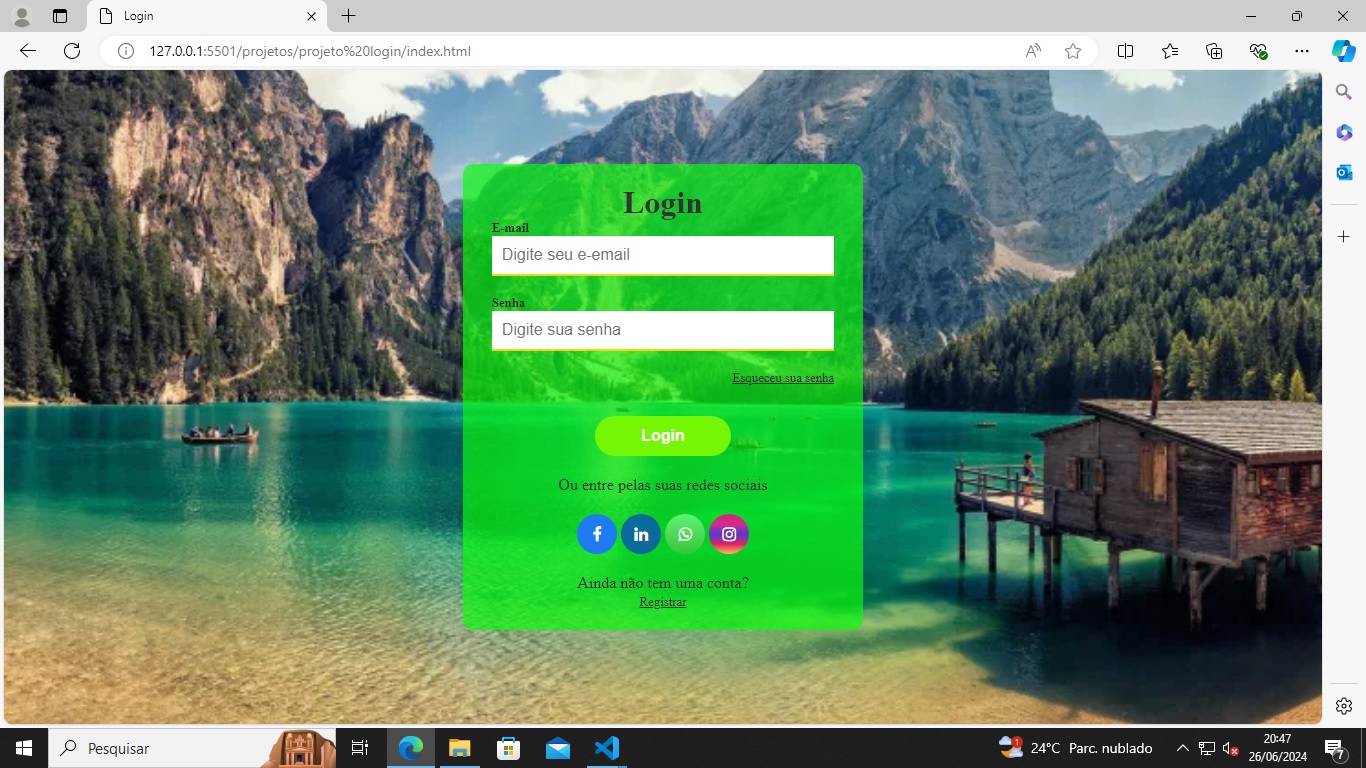 Login
127.0.0.1:5501/projetos/projeto%20login/index.html
Login
E-mail
Digite seu e-email
Senha
Digite sua senha
Esqueceu sua senha
Login
Ou entre pelas suas redes sociais
Ainda não tem uma conta?
Registrar
Pesquisar
1
24°C Parc. nublado
20:47
26/06/2024
7